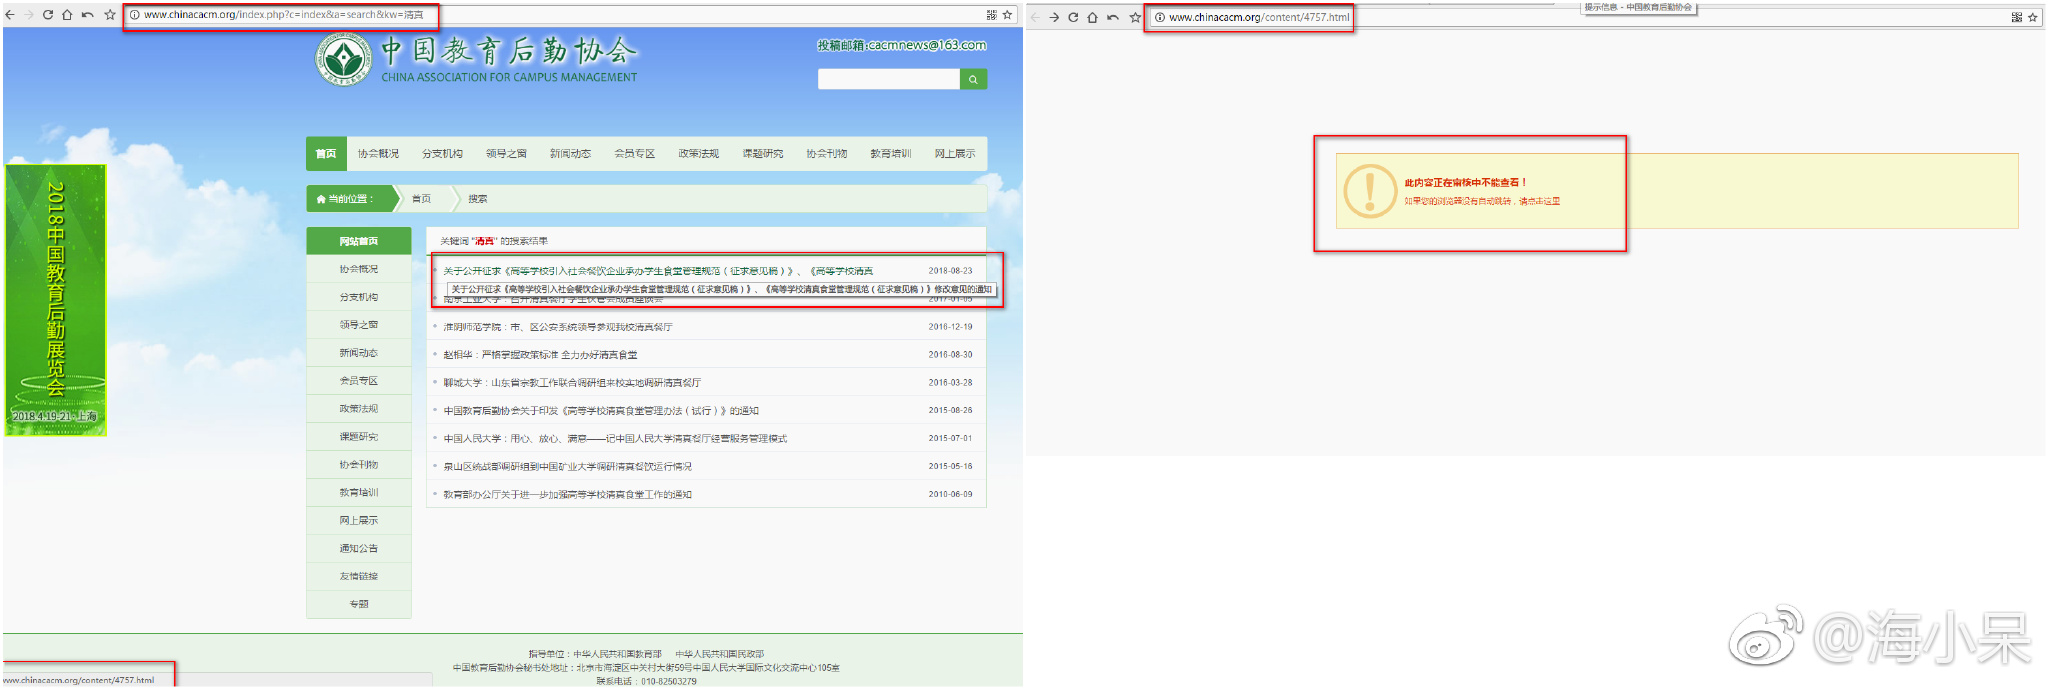 www.chinacacm.org/index.php?c=index&a=search&kw=清真
中国教育后勤协会
CHINA ASSOCIATION FOR CAMPUS MANAGEMENT
投稿邮箱:cacmnews@163.com
首页 协会概况 分支机构 领导之窗 新闻动态 会员专区 政策法规 课题研究 协会刊物 教育培训 网上展示
当前位置： 首页 搜索
2018中国教育后勤展览会
2018.4.19-21·上海
网站首页
协会概况
分支机构
领导之窗
新闻动态
会员专区
政策法规
课题研究
协会刊物
教育培训
网上展示
通知公告
友情链接
专题
关键词 "清真" 的搜索结果
关于公开征求《高等学校引入社会餐饮企业承办学生食堂管理规范（征求意见稿）》、《高等学校清真 2018-08-23
关于公开征求《高等学校引入社会餐饮企业承办学生食堂管理规范（征求意见稿）》、《高等学校清真食堂管理规范（征求意见稿）》修改意见的通知
南京工业大学：召开清真餐厅学生伙管会成员座谈会 2017-01-05
淮阴师范学院：市、区公安系统领导参观我校清真餐厅 2016-12-19
赵相华：严格掌握政策标准 全力办好清真食堂 2016-08-30
聊城大学：山东省宗教工作联合调研组来校实地调研清真餐厅 2016-03-28
中国教育后勤协会关于印发《高等学校清真食堂管理办法（试行）》的通知 2015-08-26
中国人民大学：用心、放心、满意——记中国人民大学清真餐厅经营服务管理模式 2015-07-01
泉山区统战部调研组到中国矿业大学调研清真餐饮运行情况 2015-05-16
教育部办公厅关于进一步加强高等学校清真食堂工作的通知 2010-06-09
指导单位：中华人民共和国教育部 中华人民共和国民政部
中国教育后勤协会秘书处地址：北京市海淀区中关村大街59号中国人民大学国际文化交流中心105室
联系电话：010-82503279
www.chinacacm.org/content/4757.html
提示信息 - 中国教育后勤协会
www.chinacacm.org/content/4757.html
此内容正在审核中不能查看！
如果您的浏览器没有自动跳转，请点击这里
@海小呆